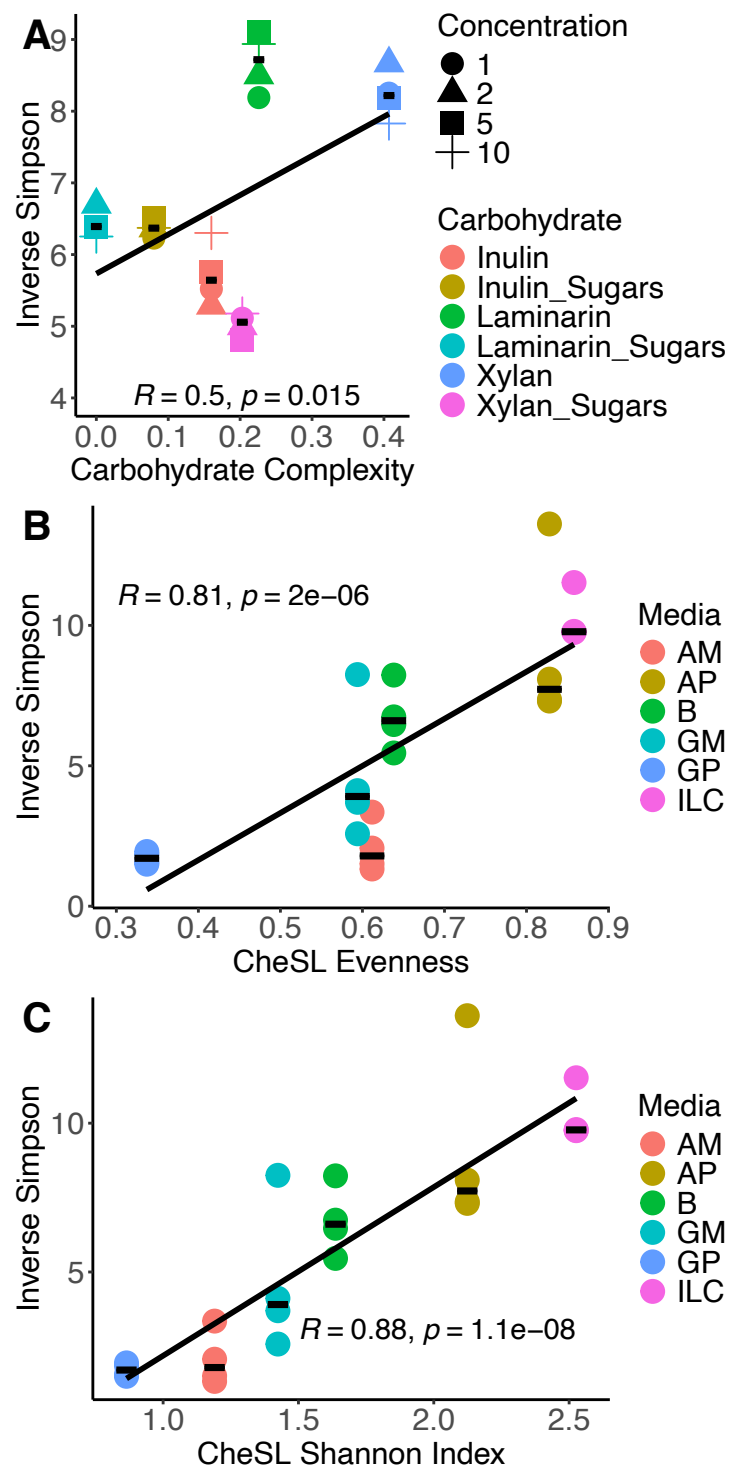 A
9
8
7
6
5
4
Inverse Simpson
R = 0.5, p = 0.015
0.0 0.1 0.2 0.3 0.4
Carbohydrate Complexity
Concentration
1
2
5
10
Carbohydrate
Inulin
Inulin_Sugars
Laminarin
Laminarin_Sugars
Xylan
Xylan_Sugars
B
10
5
0
Inverse Simpson
R = 0.81, p = 2e−06
0.3 0.4 0.5 0.6 0.7 0.8 0.9
CheSL Evenness
Media
AM
AP
B
GM
GP
ILC
C
10
5
Inverse Simpson
R = 0.88, p = 1.1e−08
1.0 1.5 2.0 2.5
CheSL Shannon Index
Media
AM
AP
B
GM
GP
ILC